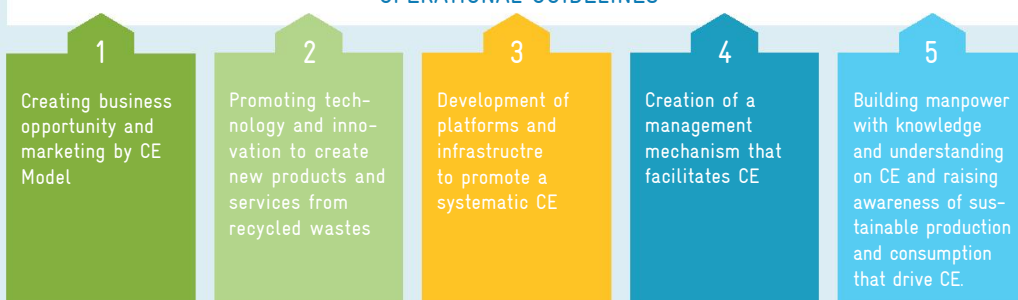 OPERATIONAL GUIDELINES
1
Creating business
opportunity and
marketing by CE
Model
2
Promoting tech-
nology and inno-
vation to create
new products and
services from
recycled wastes
3
Development of
platforms and
infrastructre
to promote a
systematic CE
4
Creation of a
management
mechanism that
facilitates CE
5
Building manpower
with knowledge
and understanding
on CE and raising
awareness of sus-
tainable production
and consumption
that drive CE.